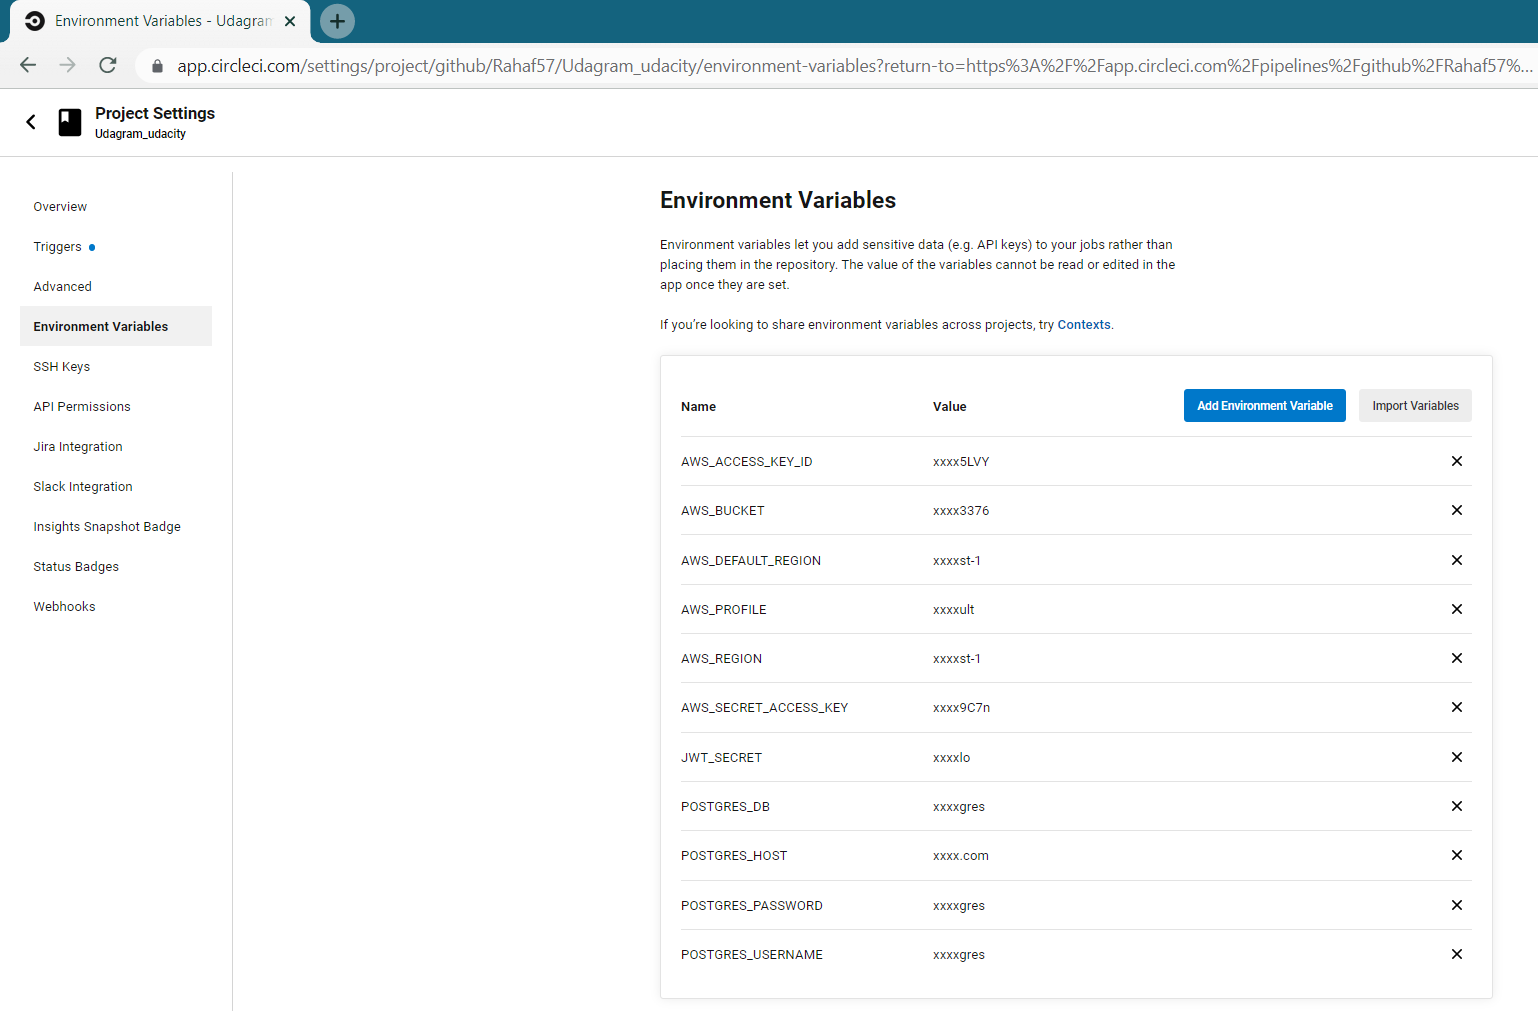 Environment Variables - Udagram
app.circleci.com/settings/project/github/Rahaf57/Udagram_udacity/environment-variables?return-to=https%3A%2F%2Fapp.circleci.com%2Fpipelines%2Fgithub%2FRahaf57%...
Project Settings
Udagram_udacity
Overview
Triggers
Advanced
Environment Variables
SSH Keys
API Permissions
Jira Integration
Slack Integration
Insights Snapshot Badge
Status Badges
Webhooks
Environment Variables
Environment variables let you add sensitive data (e.g. API keys) to your jobs rather than
placing them in the repository. The value of the variables cannot be read or edited in the
app once they are set.
If you’re looking to share environment variables across projects, try Contexts.
Name Value Add Environment Variable Import Variables
AWS_ACCESS_KEY_ID xxxx5LVY
AWS_BUCKET xxxx3376
AWS_DEFAULT_REGION xxxxst-1
AWS_PROFILE xxxxult
AWS_REGION xxxxst-1
AWS_SECRET_ACCESS_KEY xxxx9C7n
JWT_SECRET xxxxlo
POSTGRES_DB xxxxgres
POSTGRES_HOST xxxx.com
POSTGRES_PASSWORD xxxxgres
POSTGRES_USERNAME xxxxgres